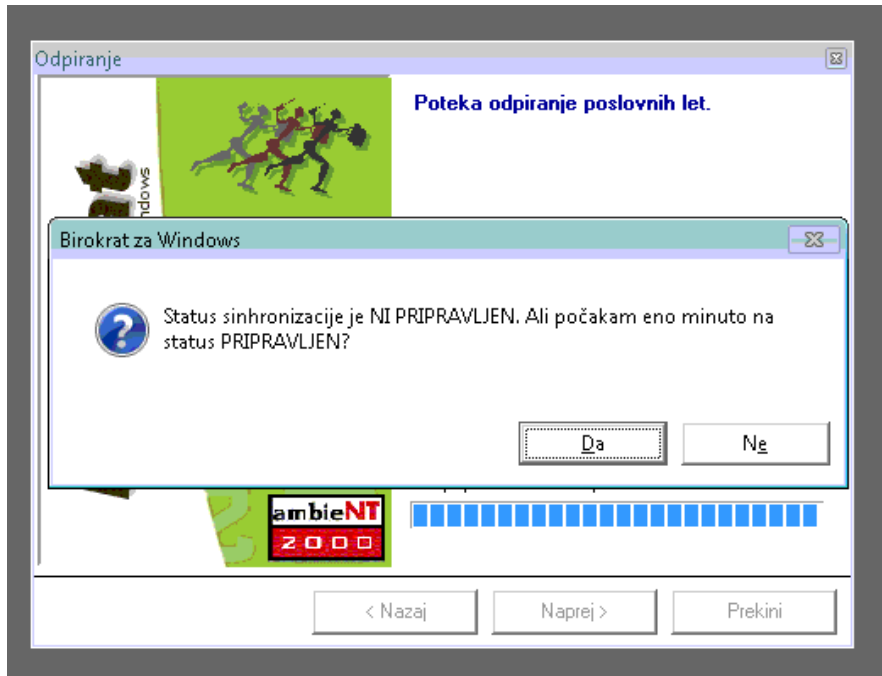 Odpiranje
Poteka odpiranje poslovnih let.
Birokrat za Windows
Status sinhronizacije je NI PRIPRAVLJEN. Ali počakam eno minuto na
status PRIPRAVLJEN?
Da
Ne
ambieNT
2000
< Nazaj
Naprej >
Prekini